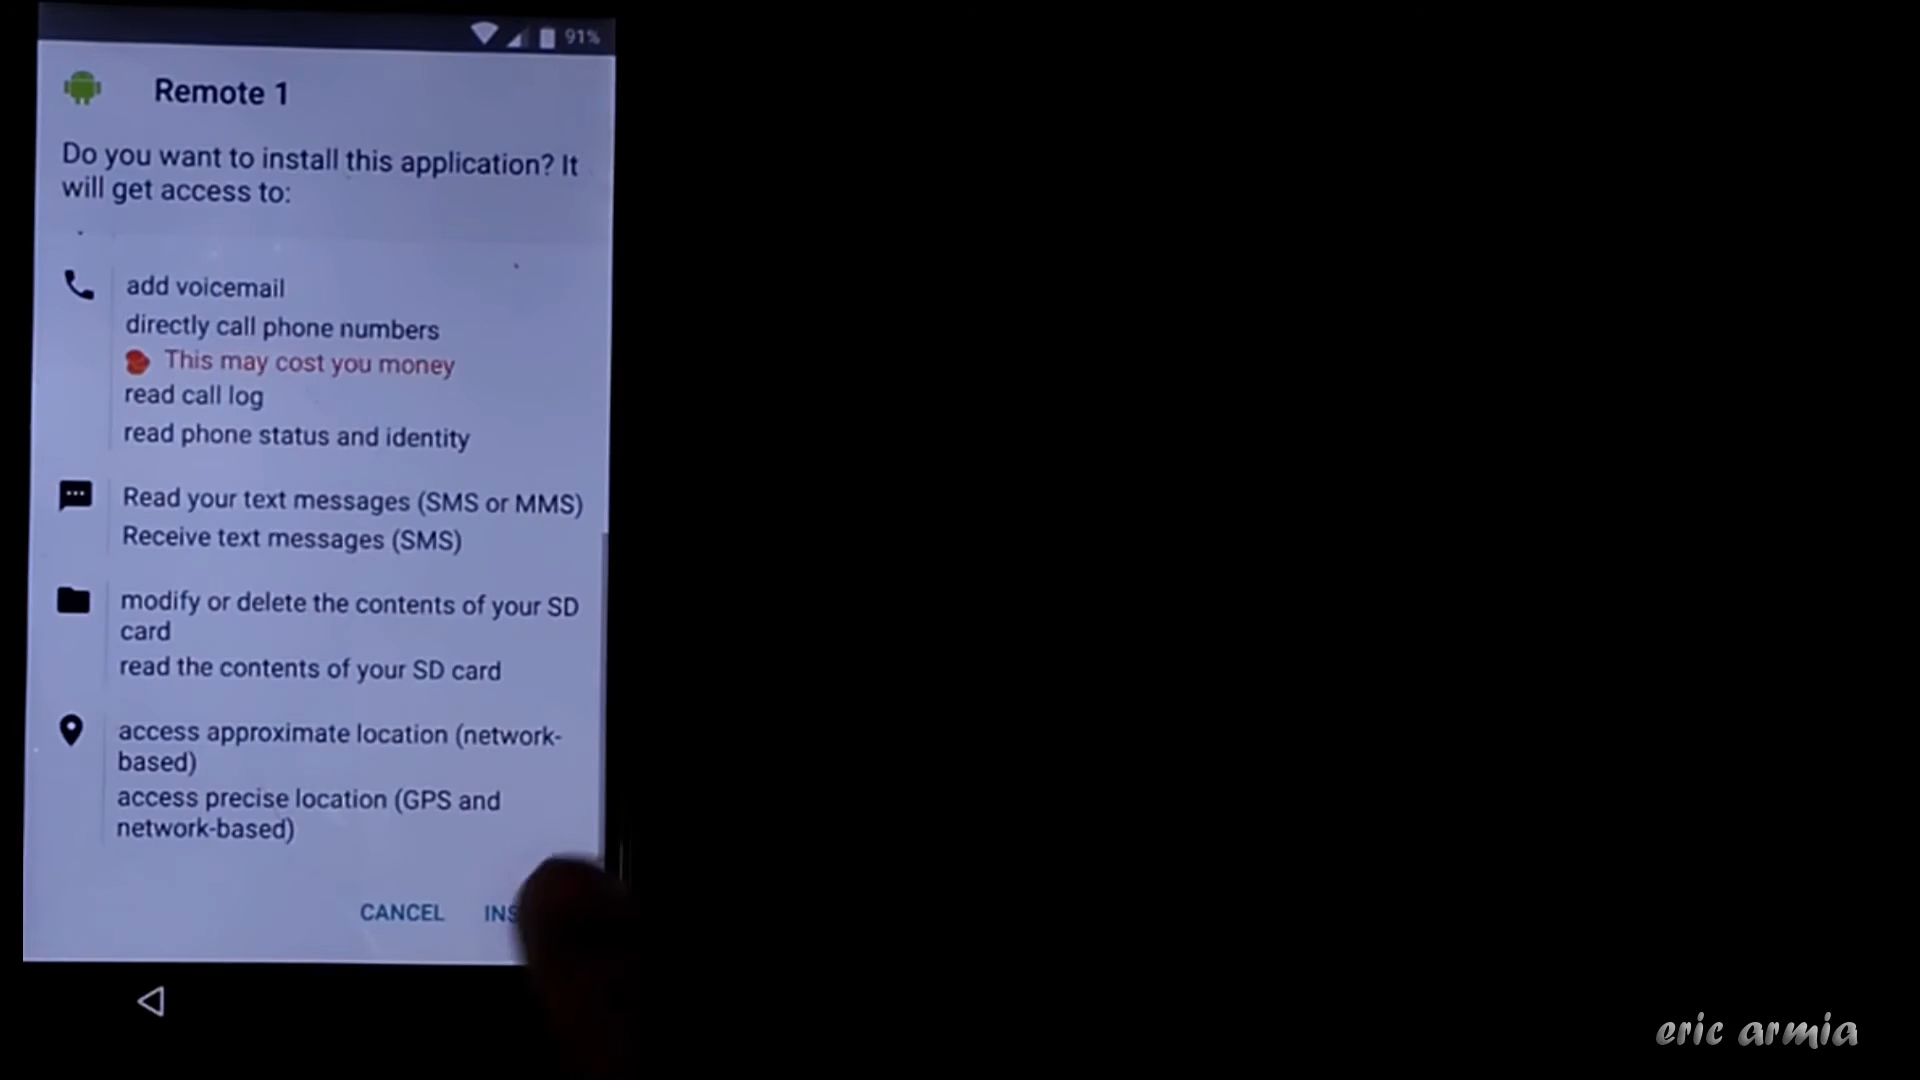 91%
Remote 1
Do you want to install this application? It
will get access to:
add voicemail
directly call phone numbers
This may cost you money
read call log
read phone status and identity
Read your text messages (SMS or MMS)
Receive text messages (SMS)
modify or delete the contents of your SD
card
read the contents of your SD card
access approximate location (network-
based)
access precise location (GPS and
network-based)
CANCEL INS
eric armia